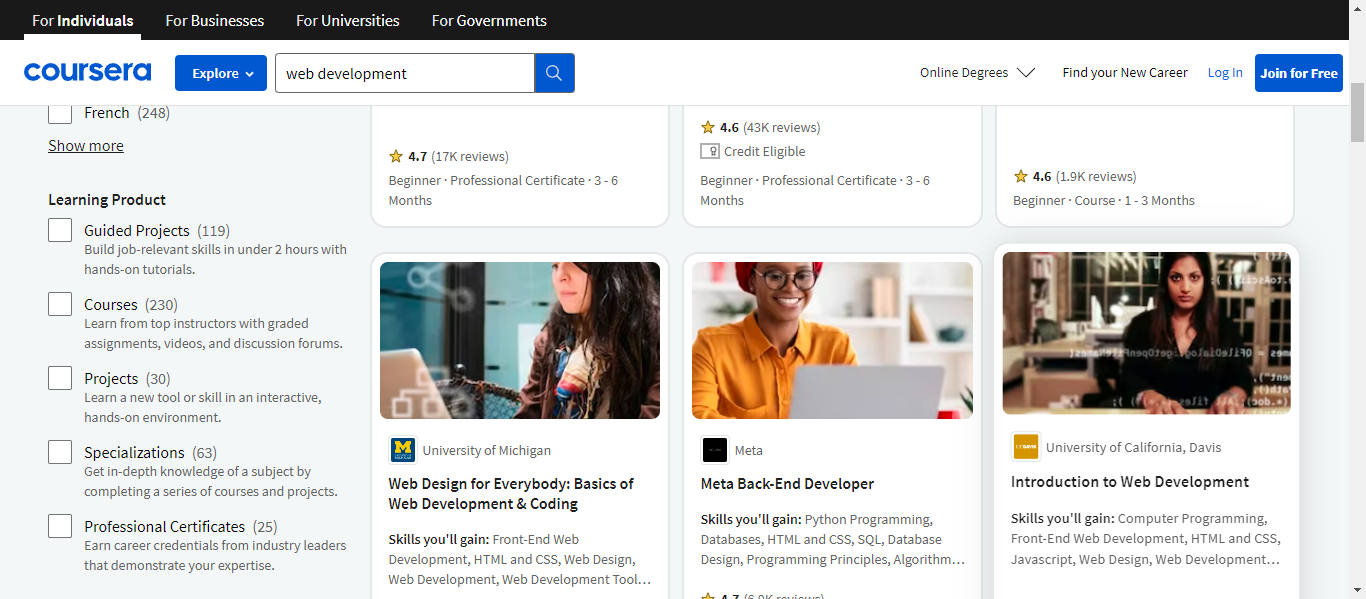 For Individuals
For Businesses
For Universities
For Governments
coursera
Explore
web development
Online Degrees
Find your New Career
Log In
Join for Free
French (248)
Show more
Learning Product
Guided Projects (119)
Build job-relevant skills in under 2 hours with
hands-on tutorials.
Courses (230)
Learn from top instructors with graded
assignments, videos, and discussion forums.
Projects (30)
Learn a new tool or skill in an interactive,
hands-on environment.
Specializations (63)
Get in-depth knowledge of a subject by
completing a series of courses and projects.
Professional Certificates (25)
Earn career credentials from industry leaders
that demonstrate your expertise.
4.7 (17K reviews)
Beginner · Professional Certificate · 3 - 6
Months
4.6 (43K reviews)
Credit Eligible
Beginner · Professional Certificate · 3 - 6
Months
4.6 (1.9K reviews)
Beginner · Course · 1 - 3 Months
University of Michigan
Web Design for Everybody: Basics of
Web Development & Coding
Skills you'll gain: Front-End Web
Development, HTML and CSS, Web Design,
Web Development, Web Development Tool…
Meta
Meta Back-End Developer
Skills you'll gain: Python Programming,
Databases, HTML and CSS, SQL, Database
Design, Programming Principles, Algorithm…
4.7 (6.0K reviews)
University of California, Davis
Introduction to Web Development
Skills you'll gain: Computer Programming,
Front-End Web Development, HTML and CSS,
Javascript, Web Design, Web Development…